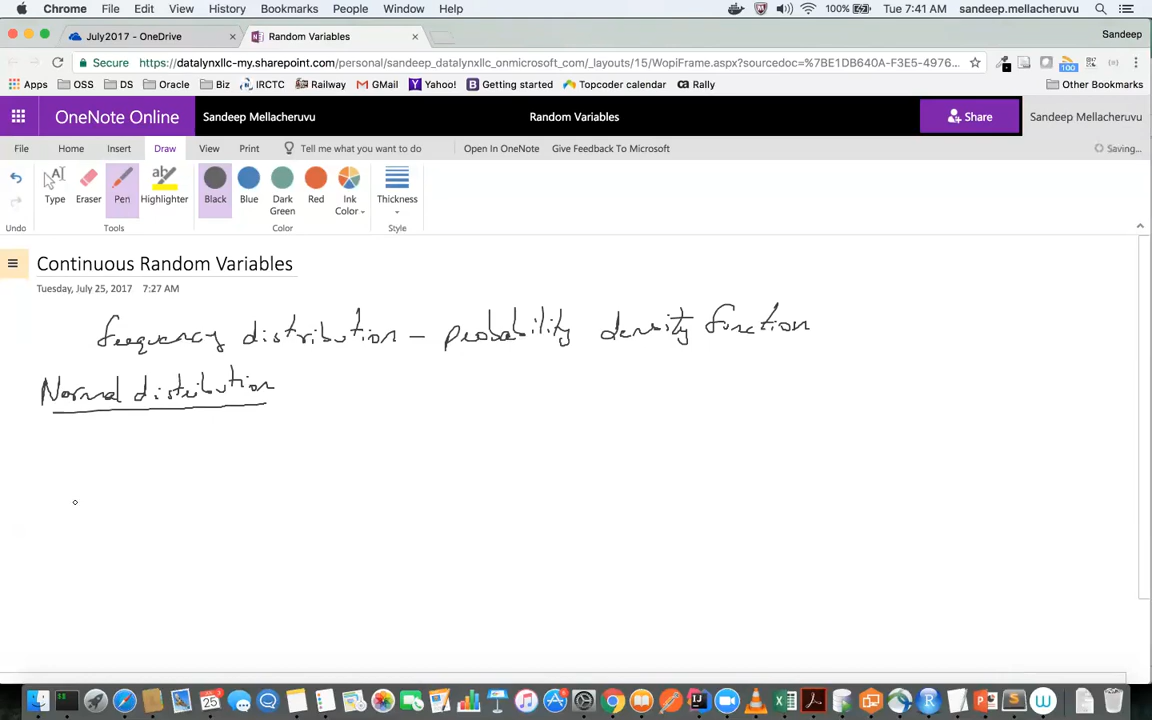 Chrome File Edit View History Bookmarks People Window Help 100% Tue 7:41 AM sandeep.mellacheruvu
July2017 - OneDrive × Random Variables × Sandeep
Secure https://datalynxllc-my.sharepoint.com/personal/sandeep_datalynxllc_onmicrosoft_com/_layouts/15/WopiFrame.aspx?sourcedoc=%7BE1DB640A-F3E5-4976...
Apps OSS DS Oracle Biz IRCTC Railway GMail Yahoo! Getting started Topcoder calendar Rally Other Bookmarks
OneNote Online Sandeep Mellacheruvu Random Variables Share Sandeep Mellacheruvu
File Home Insert Draw View Print Tell me what you want to do Open In OneNote Give Feedback To Microsoft Saving...
Type Eraser Pen Highlighter Black Blue Dark Green Red Ink Color Thickness
Undo Tools Color Style
Continuous Random Variables
Tuesday, July 25, 2017 7:27 AM
frequency distribution - probability density function
Normal distribution